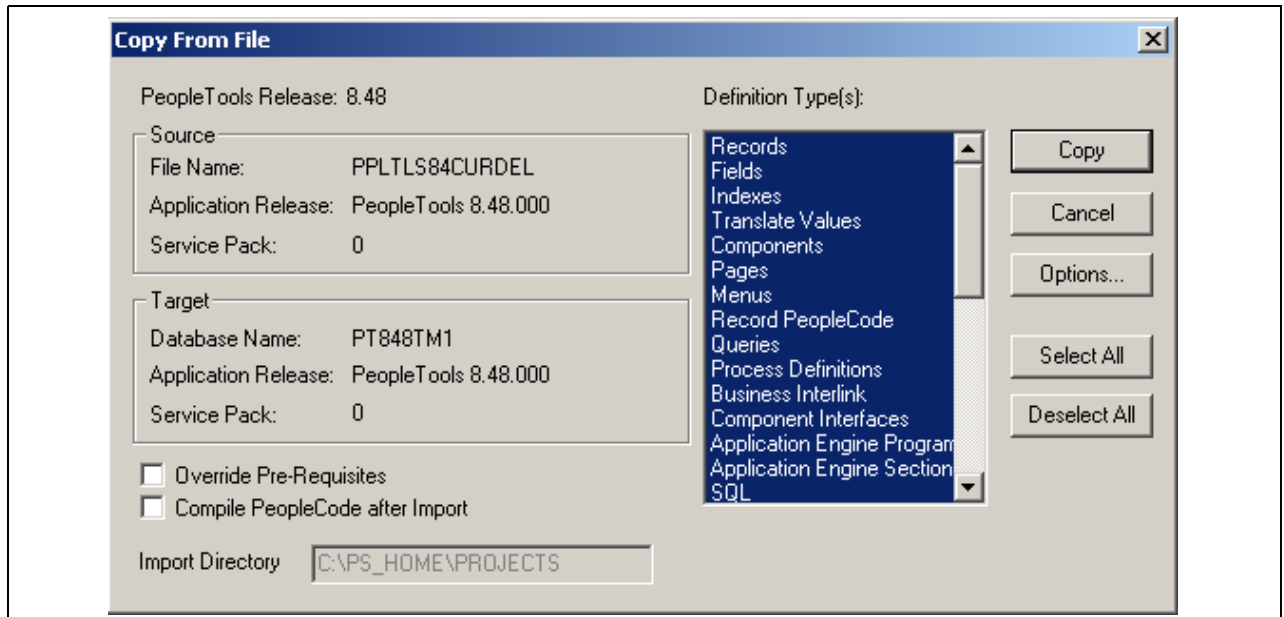 Copy From File
PeopleTools Release: 8.48
Source
File Name: PPLTLS84CURDEL
Application Release: PeopleTools 8.48.000
Service Pack: 0
Target
Database Name: PT848TM1
Application Release: PeopleTools 8.48.000
Service Pack: 0
Override Pre-Requisites
Compile PeopleCode after Import
Import Directory C:\PS_HOME\PROJECTS
Definition Type(s):
Records
Fields
Indexes
Translate Values
Components
Pages
Menus
Record PeopleCode
Queries
Process Definitions
Business Interlink
Component Interfaces
Application Engine Program
Application Engine Section
SQL
Copy
Cancel
Options...
Select All
Deselect All